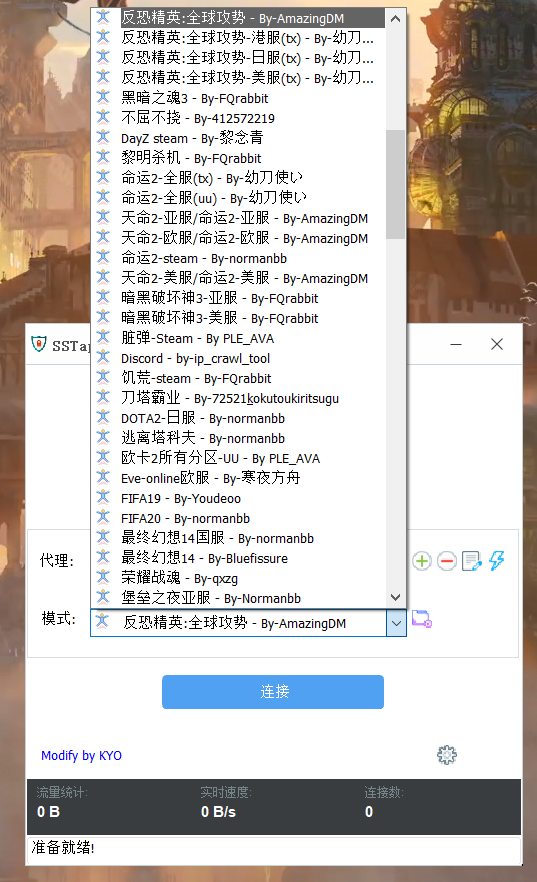 反恐精英:全球攻势 - By-AmazingDM
反恐精英:全球攻势-港服(tx) - By-幼刀...
反恐精英:全球攻势-日服(tx) - By-幼刀...
反恐精英:全球攻势-美服(tx) - By-幼刀...
黑暗之魂3 - By-FQrabbit
不屈不挠 - By-412572219
DayZ steam - By-黎念青
黎明杀机 - By-FQrabbit
命运2-全服(tx) - By-幼刀使い
命运2-全服(uu) - By-幼刀使い
天命2-亚服/命运2-亚服 - By-AmazingDM
天命2-欧服/命运2-欧服 - By-AmazingDM
命运2-steam - By-normanbb
天命2-美服/命运2-美服 - By-AmazingDM
暗黑破坏神3-亚服 - By-FQrabbit
暗黑破坏神3-美服 - By-FQrabbit
脏弹-Steam - By PLE_AVA
Discord - by-ip_crawl_tool
饥荒-steam - By-FQrabbit
刀塔霸业 - By-72521kokutoukiritsugu
DOTA2-日服 - By-normanbb
逃离塔科夫 - By-normanbb
欧卡2所有分区-UU - By PLE_AVA
Eve-online欧服 - By-寒夜方舟
FIFA19 - By-Youdeoo
FIFA20 - By-normanbb
最终幻想14国服 - By-normanbb
最终幻想14 - By-Bluefissure
荣耀战魂 - By-qxzg
堡垒之夜亚服 - By-Normanbb
代理:
模式:
反恐精英:全球攻势 - By-AmazingDM
连接
Modify by KYO
流量统计: 实时速度: 连接数:
0 B 0 B/s 0
准备就绪!